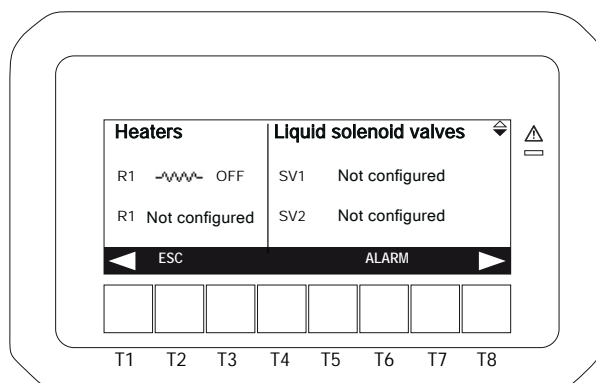 Heaters Liquid solenoid valves
R1 OFF SV1 Not configured
R1 Not configured SV2 Not configured
ESC ALARM
T1 T2 T3 T4 T5 T6 T7 T8